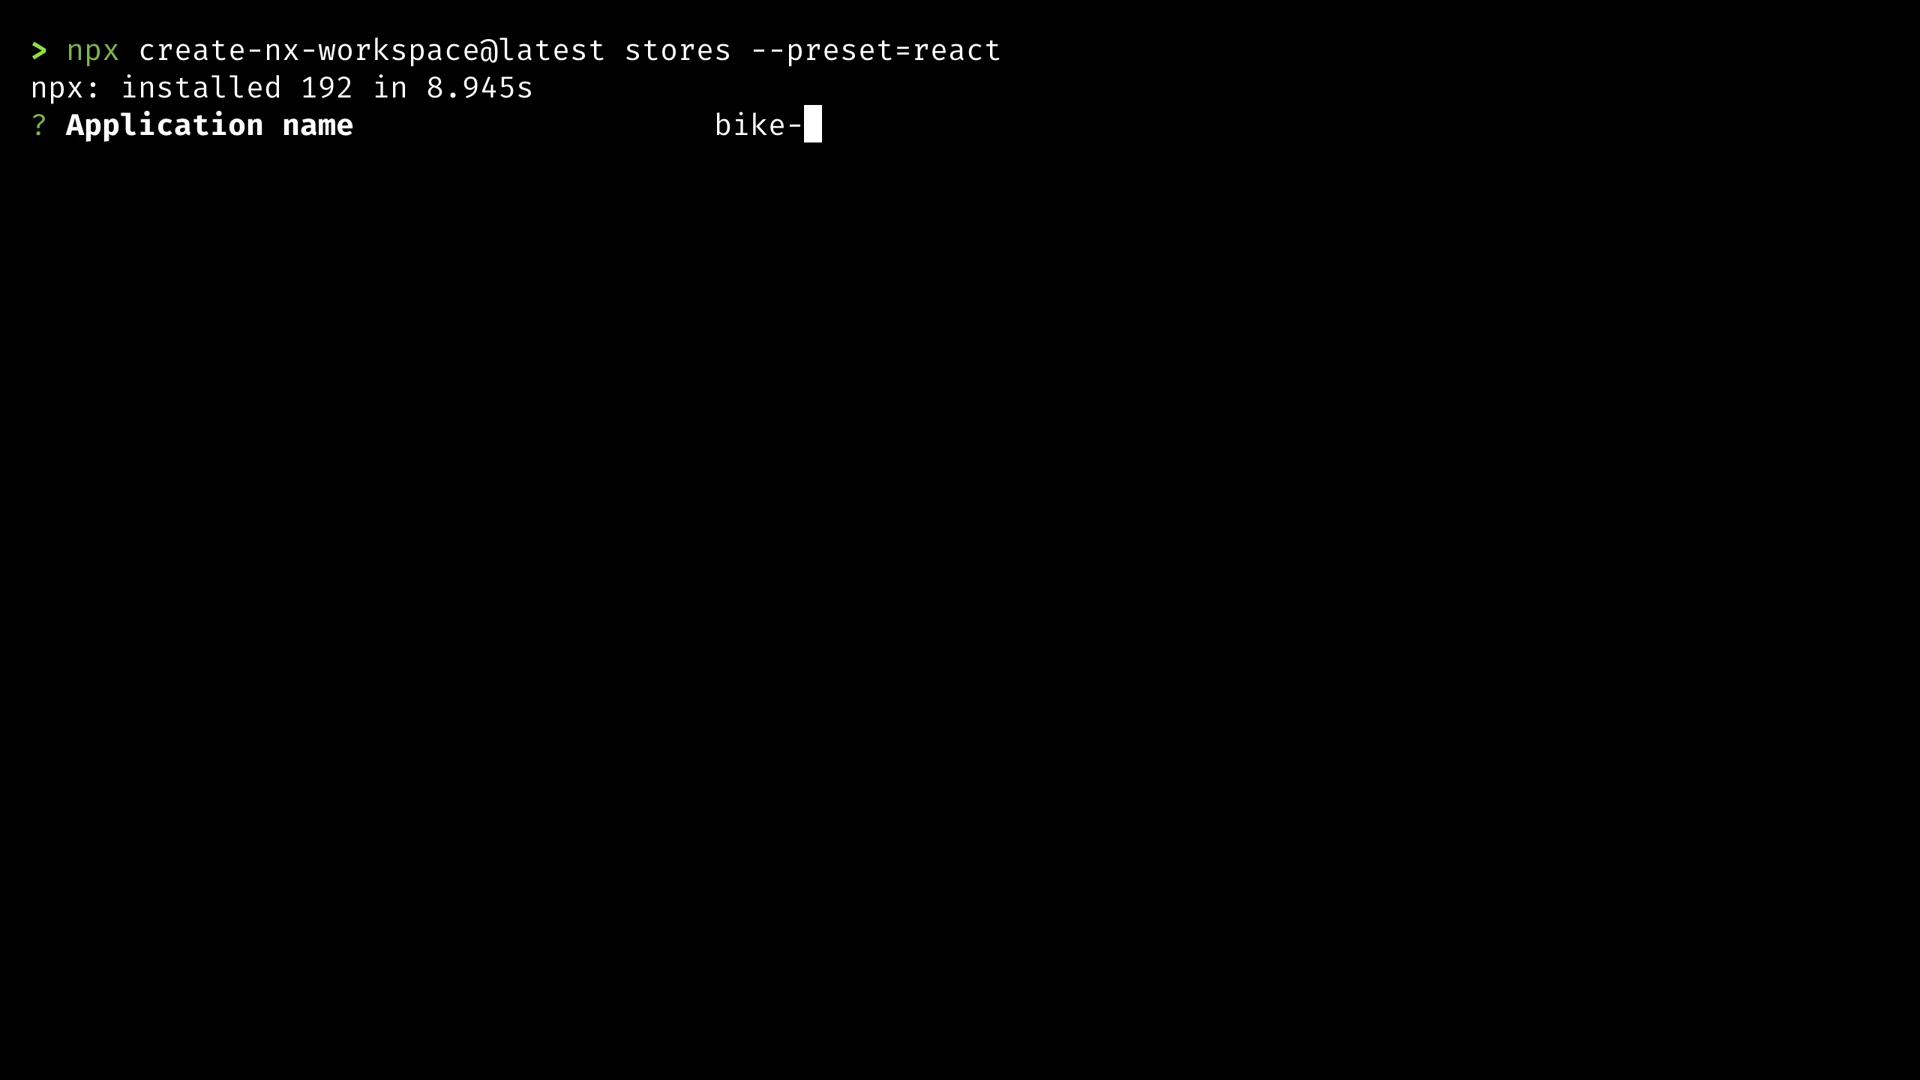 > npx create-nx-workspace@latest stores --preset=react
npx: installed 192 in 8.945s
? Application name bike-